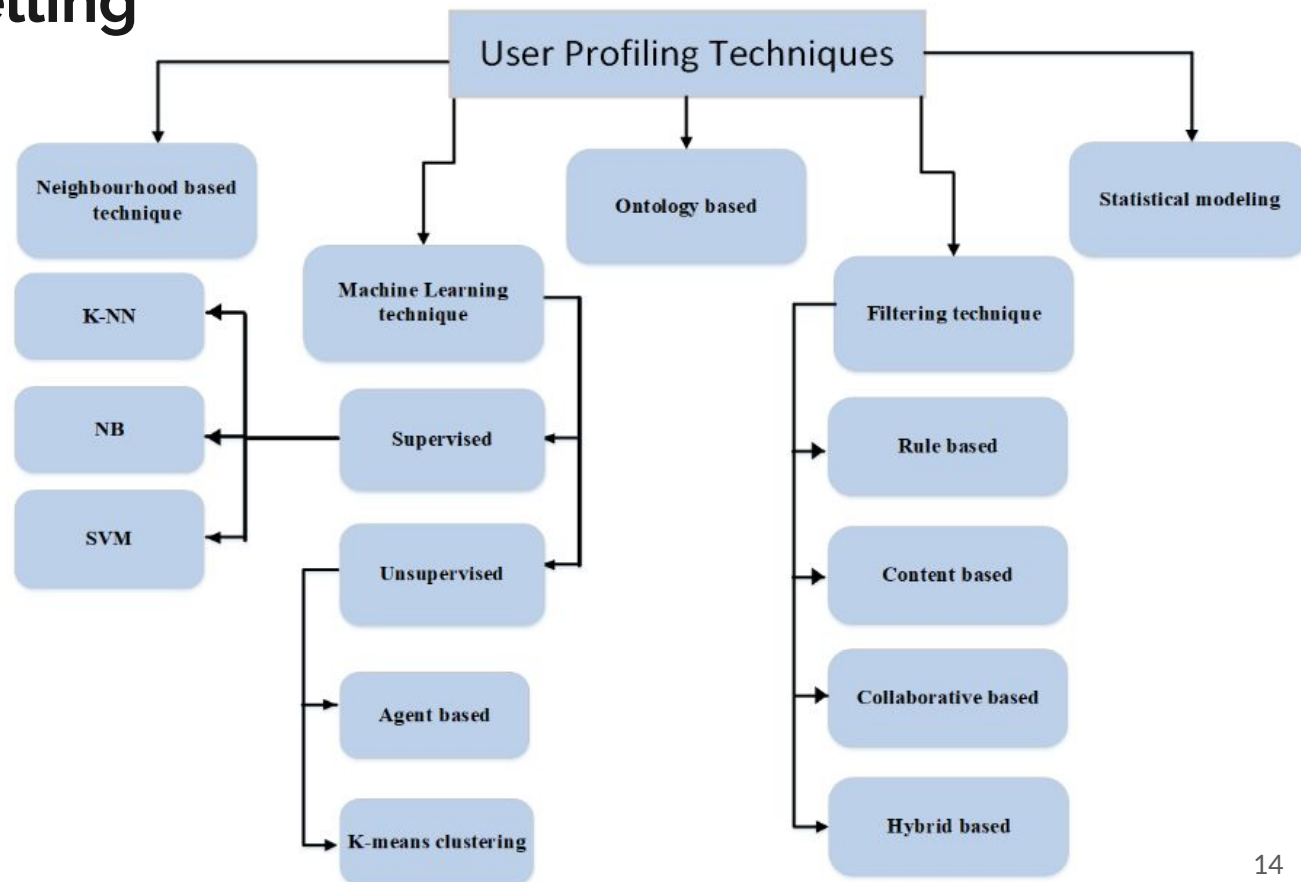 User Profiling Techniques
Neighbourhood based
technique
Ontology based
Statistical modeling
Machine Learning
technique
Filtering technique
K-NN
NB
SVM
Supervised
Unsupervised
Agent based
K-means clustering
Rule based
Content based
Collaborative based
Hybrid based
14